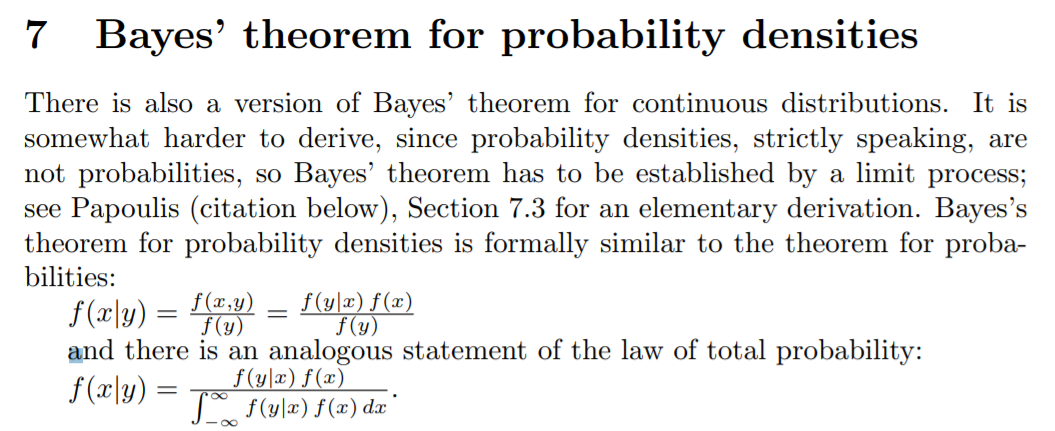 7 Bayes’ theorem for probability densities
There is also a version of Bayes’ theorem for continuous distributions. It is
somewhat harder to derive, since probability densities, strictly speaking, are
not probabilities, so Bayes’ theorem has to be established by a limit process;
see Papoulis (citation below), Section 7.3 for an elementary derivation. Bayes’s
theorem for probability densities is formally similar to the theorem for proba-
bilities:
f(x|y) = \frac{f(x,y)}{f(y)} = \frac{f(y|x) f(x)}{f(y)}
and there is an analogous statement of the law of total probability:
f(x|y) = \frac{f(y|x) f(x)}{\int_{-\infty}^{\infty} f(y|x) f(x) dx}.